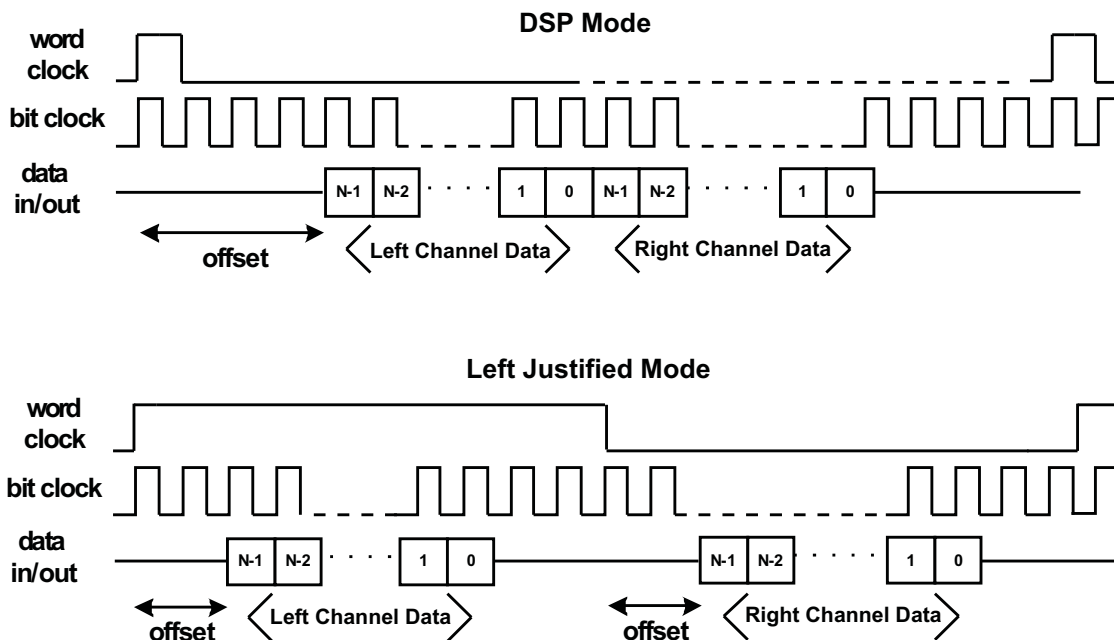 DSP Mode
word
clock
bit clock
data
in/out
N-1 N-2 1 0 N-1 N-2 1 0
offset
Left Channel Data
Right Channel Data
Left Justified Mode
word
clock
bit clock
data
in/out
N-1 N-2 1 0 N-1 N-2 1 0
offset
Left Channel Data
offset
Right Channel Data